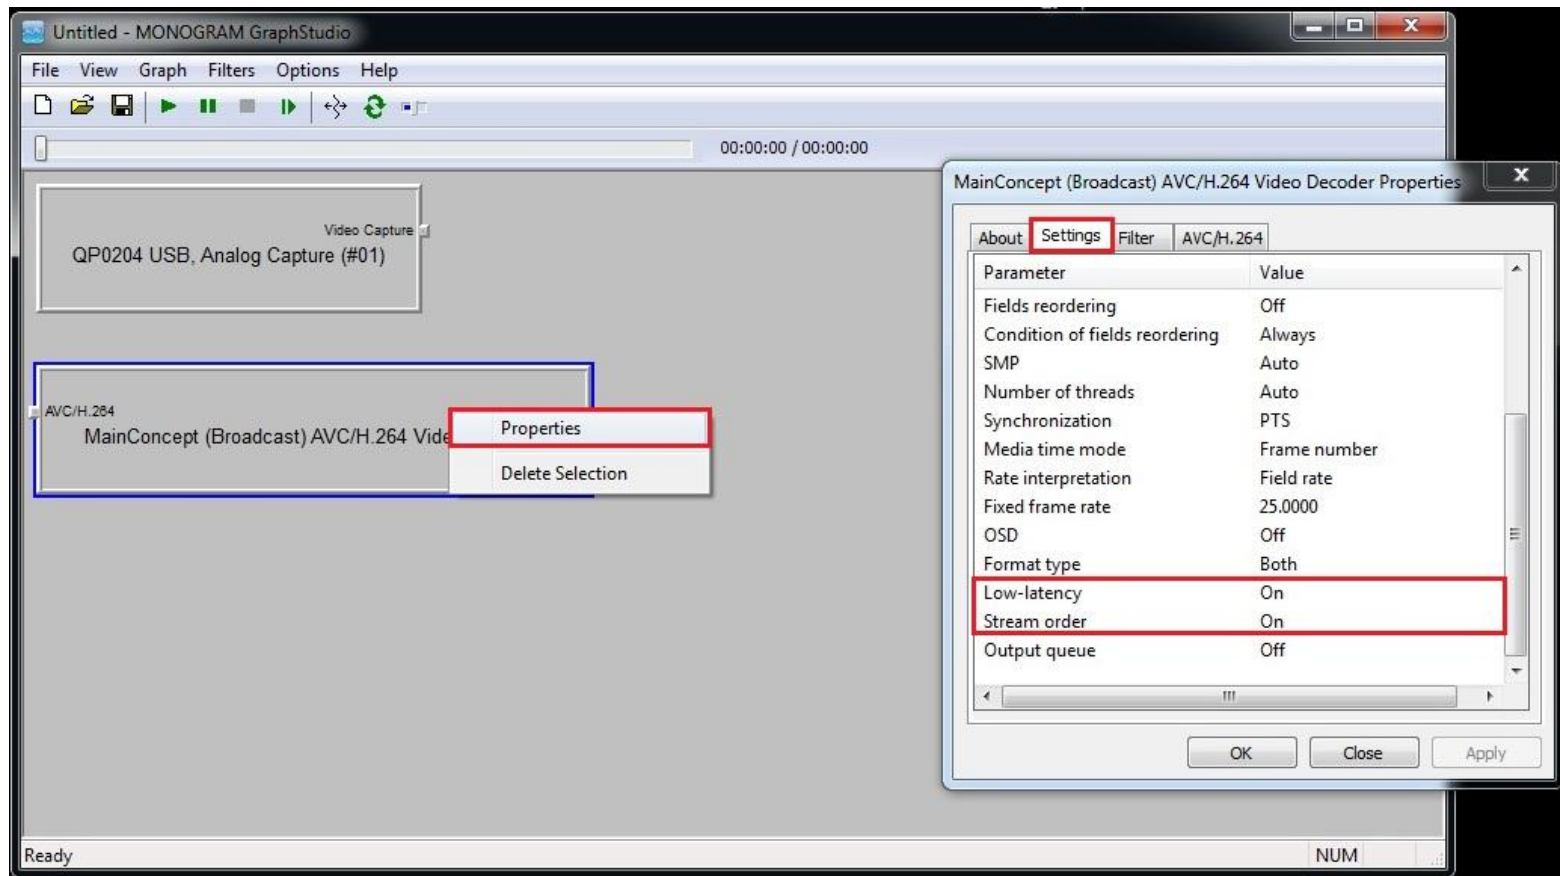 Untitled - MONOGRAM GraphStudio
File View Graph Filters Options Help
00:00:00 / 00:00:00
Video Capture
QP0204 USB, Analog Capture (#01)
AVC/H.264
MainConcept (Broadcast) AVC/H.264 Vide
Properties
Delete Selection
MainConcept (Broadcast) AVC/H.264 Video Decoder Properties
About Settings Filter AVC/H.264
Parameter Value
Fields reordering Off
Condition of fields reordering Always
SMP Auto
Number of threads Auto
Synchronization PTS
Media time mode Frame number
Rate interpretation Field rate
Fixed frame rate 25.0000
OSD Off
Format type Both
Low-latency On
Stream order On
Output queue Off
OK Close Apply
Ready NUM